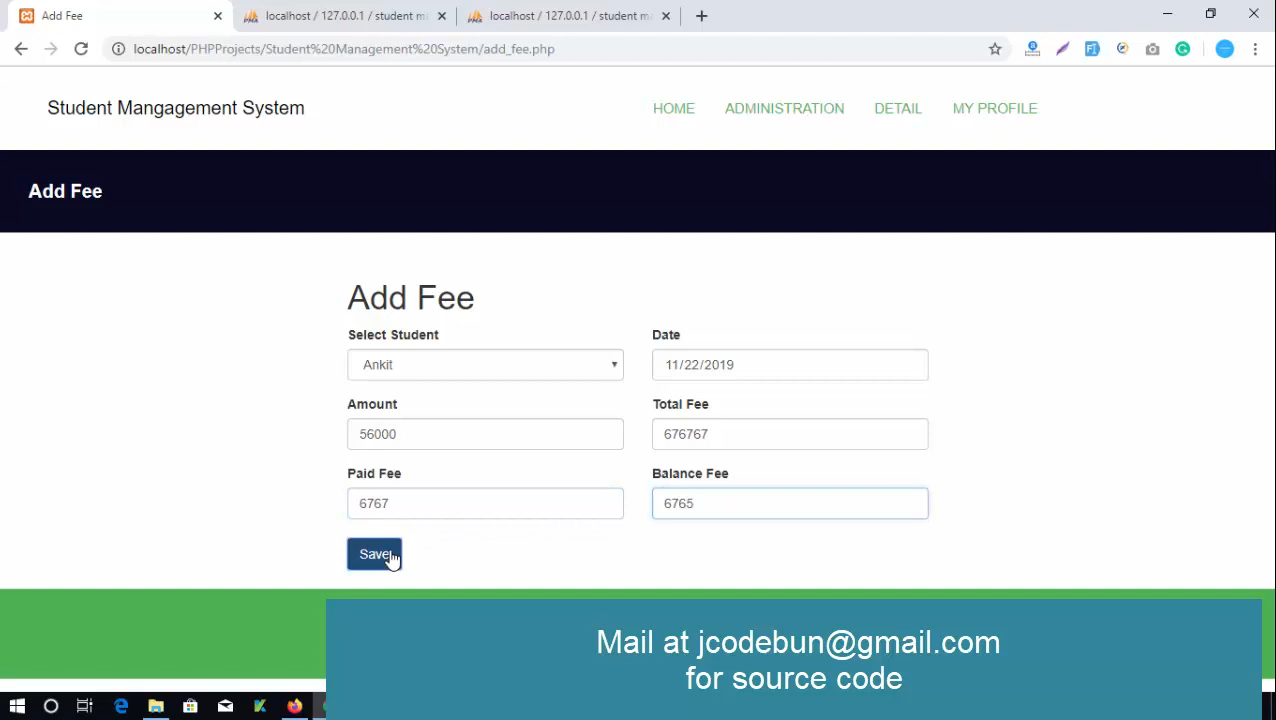 Add Fee
localhost / 127.0.0.1 / student m
localhost / 127.0.0.1 / student m
localhost/PHPProjects/Student%20Management%20System/add_fee.php
Student Mangagement System
HOME
ADMINISTRATION
DETAIL
MY PROFILE
Add Fee
Add Fee
Select Student
Date
Ankit
11/22/2019
Amount
Total Fee
56000
676767
Paid Fee
Balance Fee
6767
6765
Save
Mail at jcodebun@gmail.com
for source code